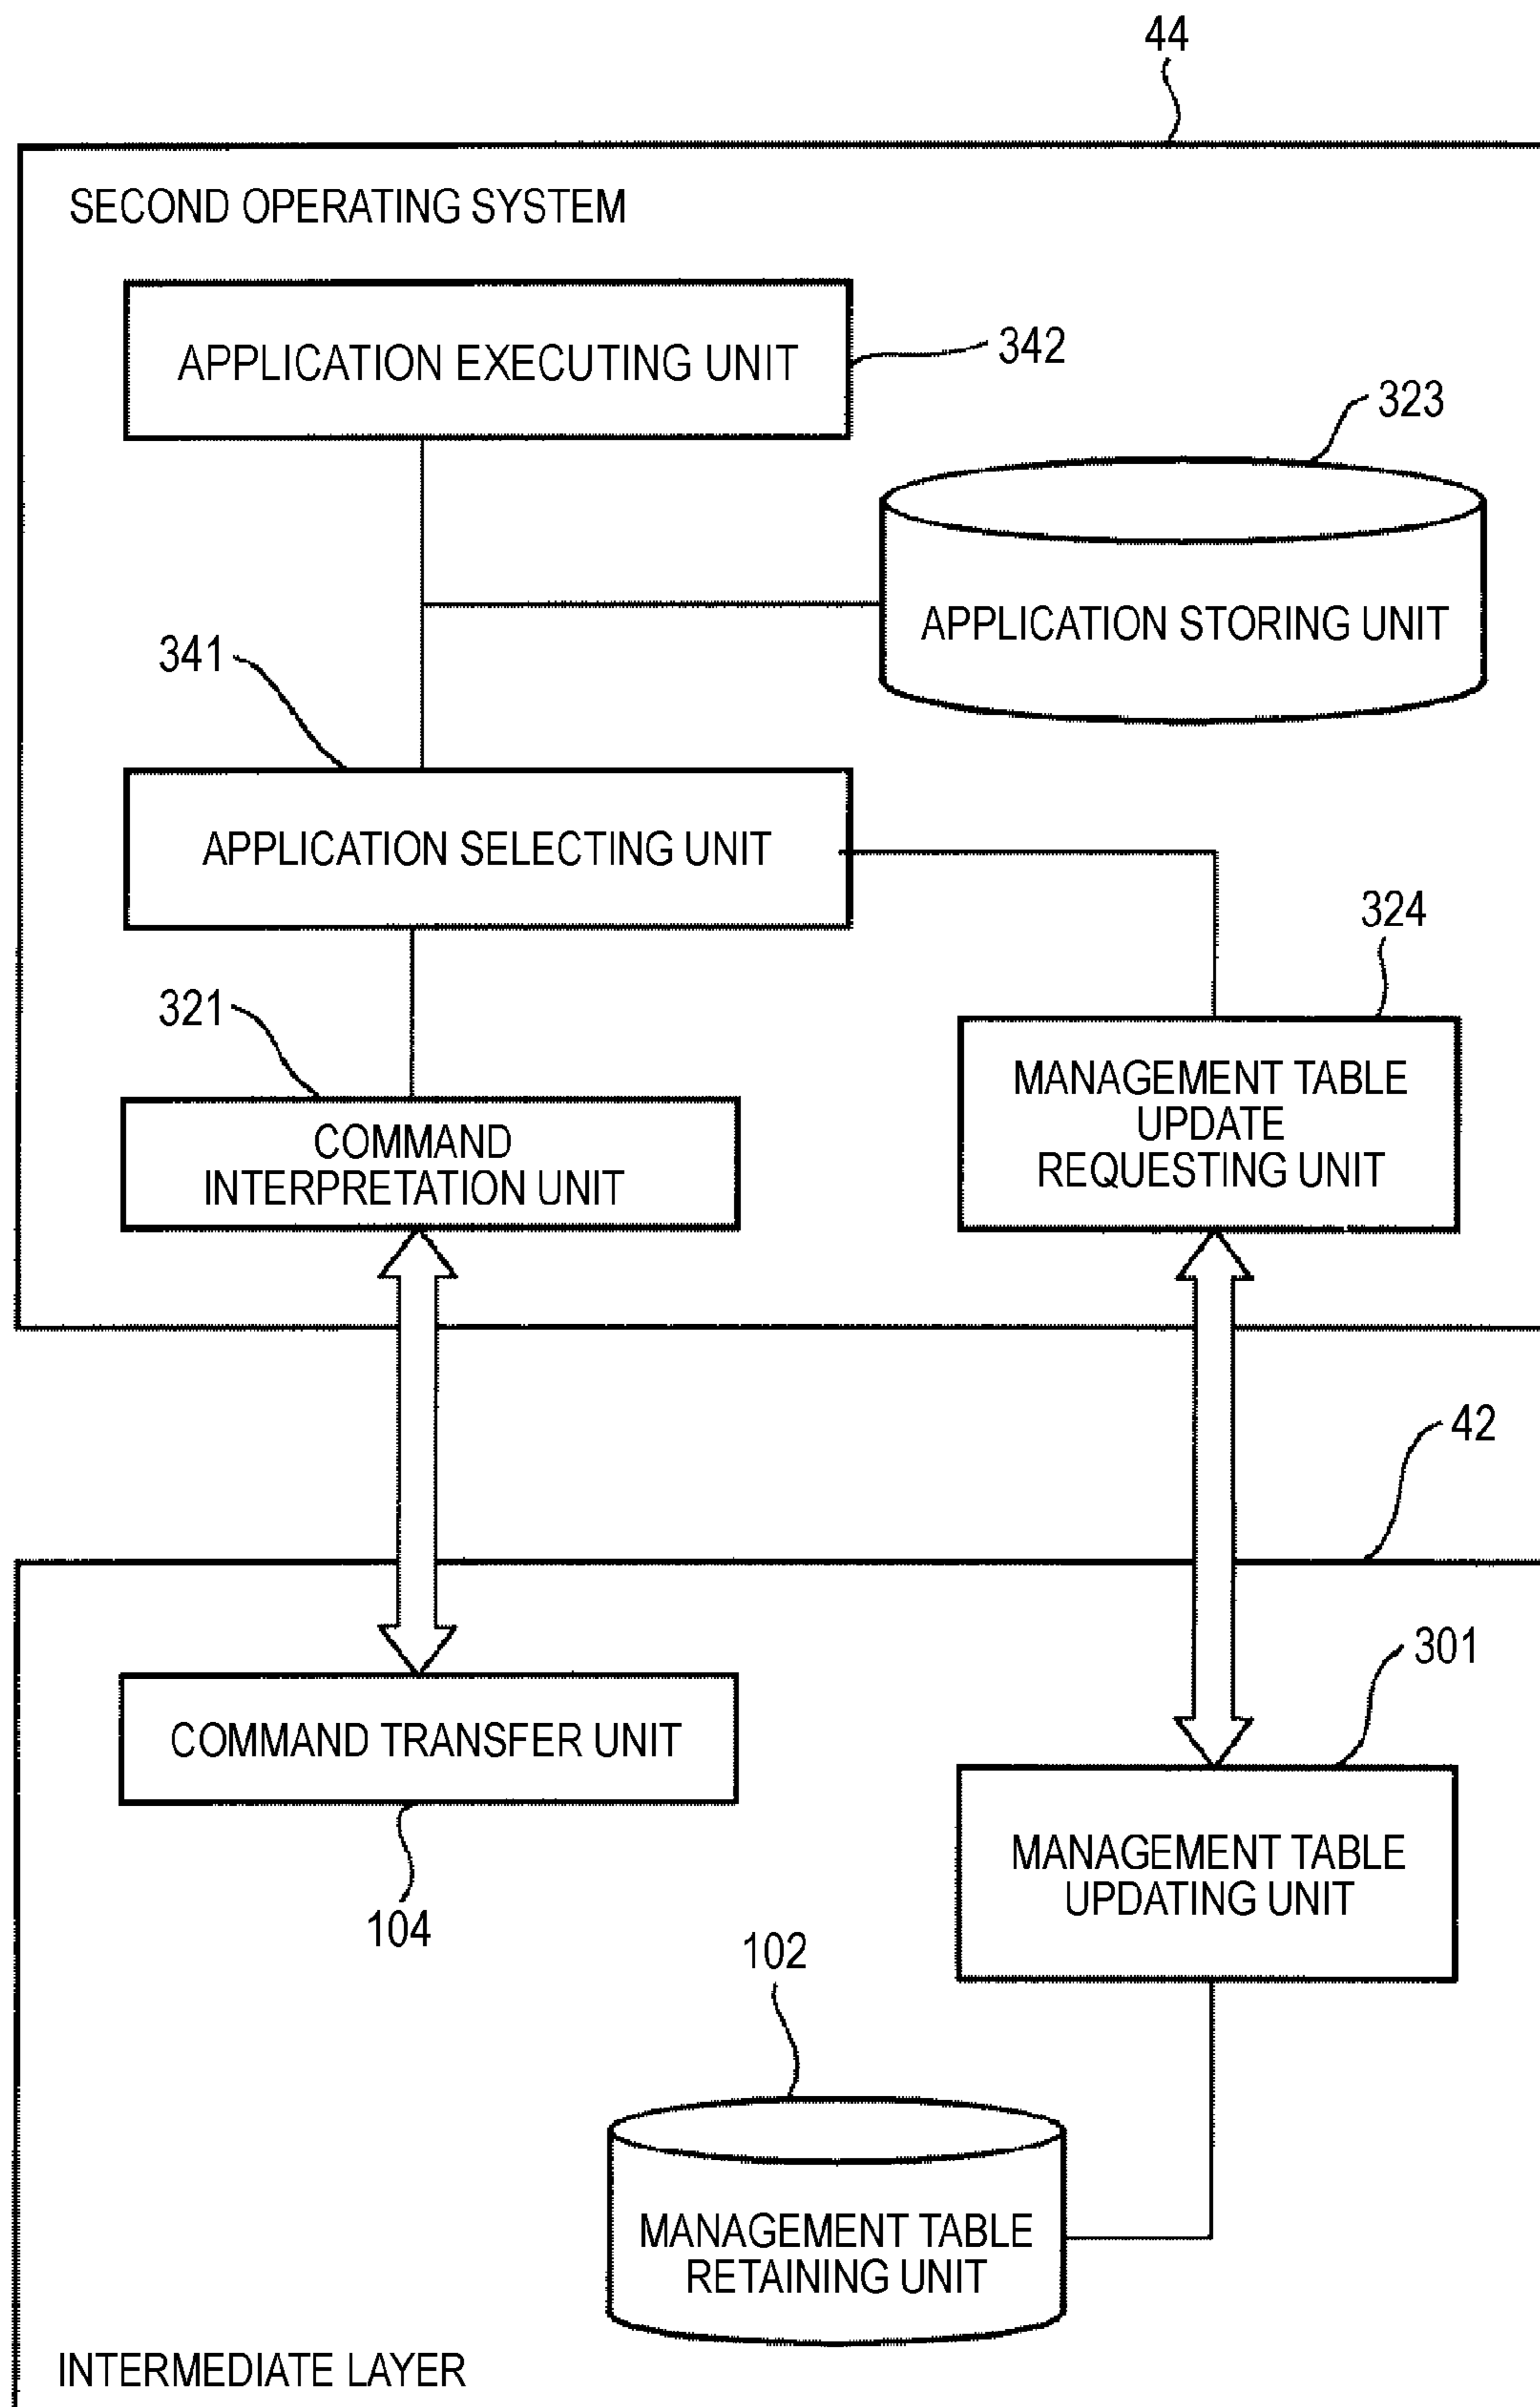 44
SECOND OPERATING SYSTEM
APPLICATION EXECUTING UNIT
342
323
APPLICATION STORING UNIT
341
APPLICATION SELECTING UNIT
324
321
MANAGEMENT TABLE
UPDATE
REQUESTING UNIT
COMMAND
INTERPRETATION UNIT
42
301
COMMAND TRANSFER UNIT
104
MANAGEMENT TABLE
UPDATING UNIT
102
MANAGEMENT TABLE
RETAINING UNIT
INTERMEDIATE LAYER